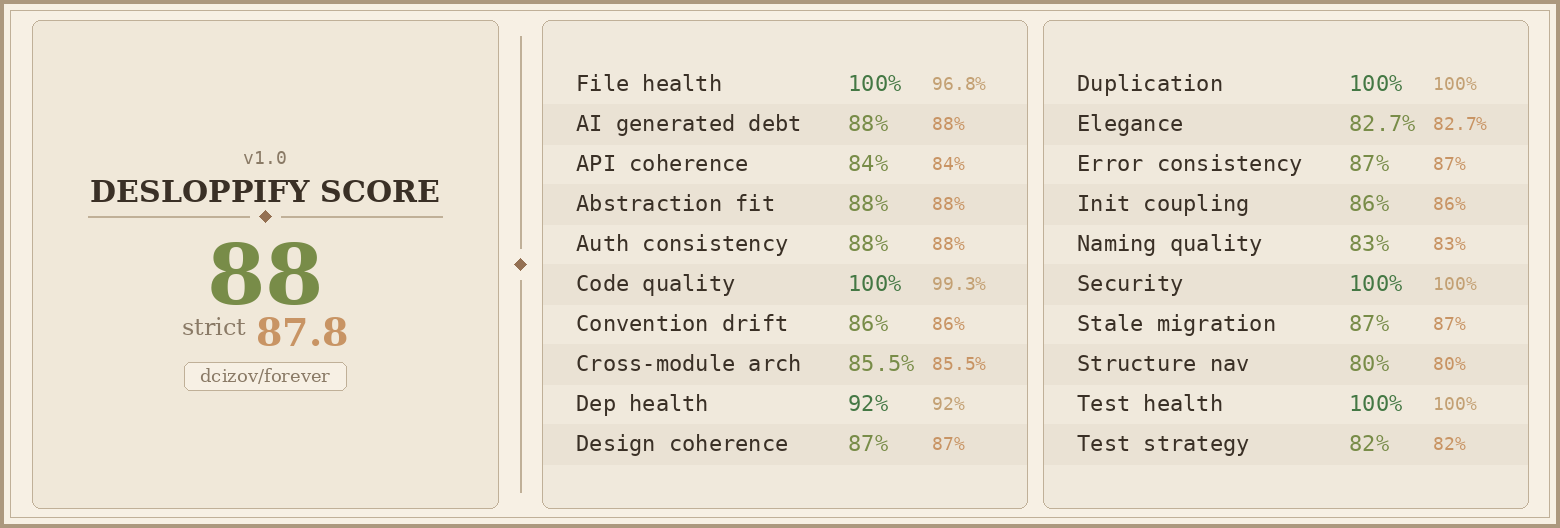 v1.0
DESLOPPIFY SCORE
88
strict 87.8
dcizov/forever
File health 100% 96.8%
AI generated debt 88% 88%
API coherence 84% 84%
Abstraction fit 88% 88%
Auth consistency 88% 88%
Code quality 100% 99.3%
Convention drift 86% 86%
Cross-module arch 85.5% 85.5%
Dep health 92% 92%
Design coherence 87% 87%
Duplication 100% 100%
Elegance 82.7% 82.7%
Error consistency 87% 87%
Init coupling 86% 86%
Naming quality 83% 83%
Security 100% 100%
Stale migration 87% 87%
Structure nav 80% 80%
Test health 100% 100%
Test strategy 82% 82%